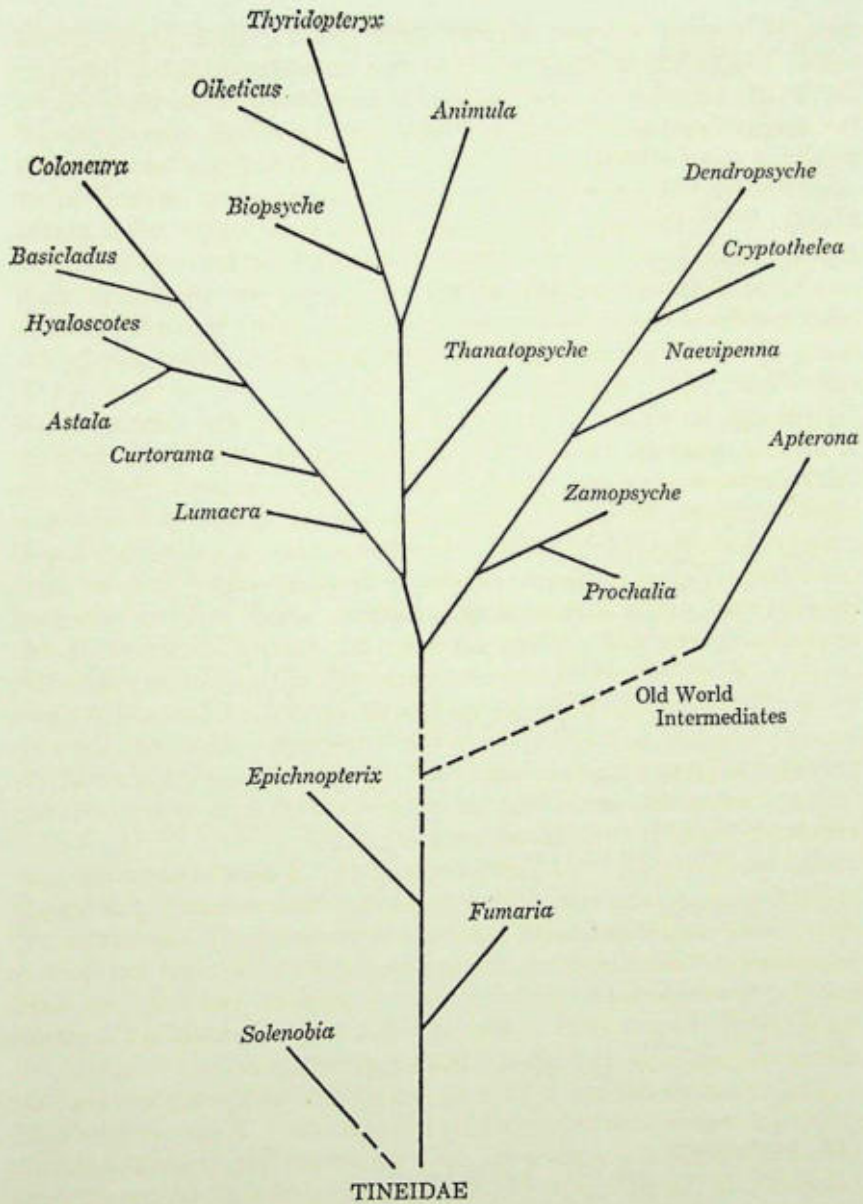 Thyridopteryx
Oiketicus
Animula
Coloneura
Dendropsyche
Biopsyche
Cryptothelea
Basicladus
Hyaloscotes
Thanatopsyche
Naevipenna
Astala
Apterona
Curtorama
Zamopsyche
Lumacra
Prochalia
Old World
Intermediates
Epichnopterix
Fumaria
Solenobia
TINEIDAE